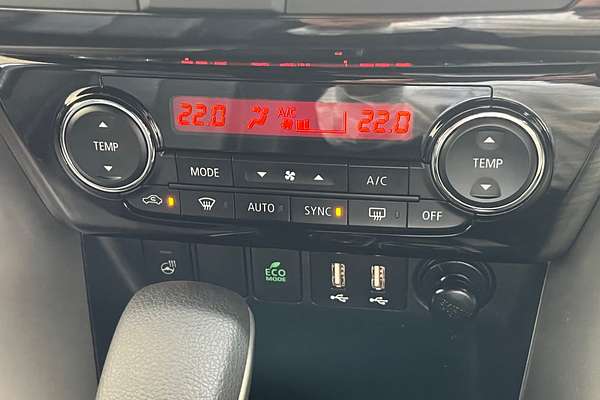 22.0 A/C 22.0
TEMP TEMP
MODE A/C
AUTO SYNC OFF
ECO
MODE